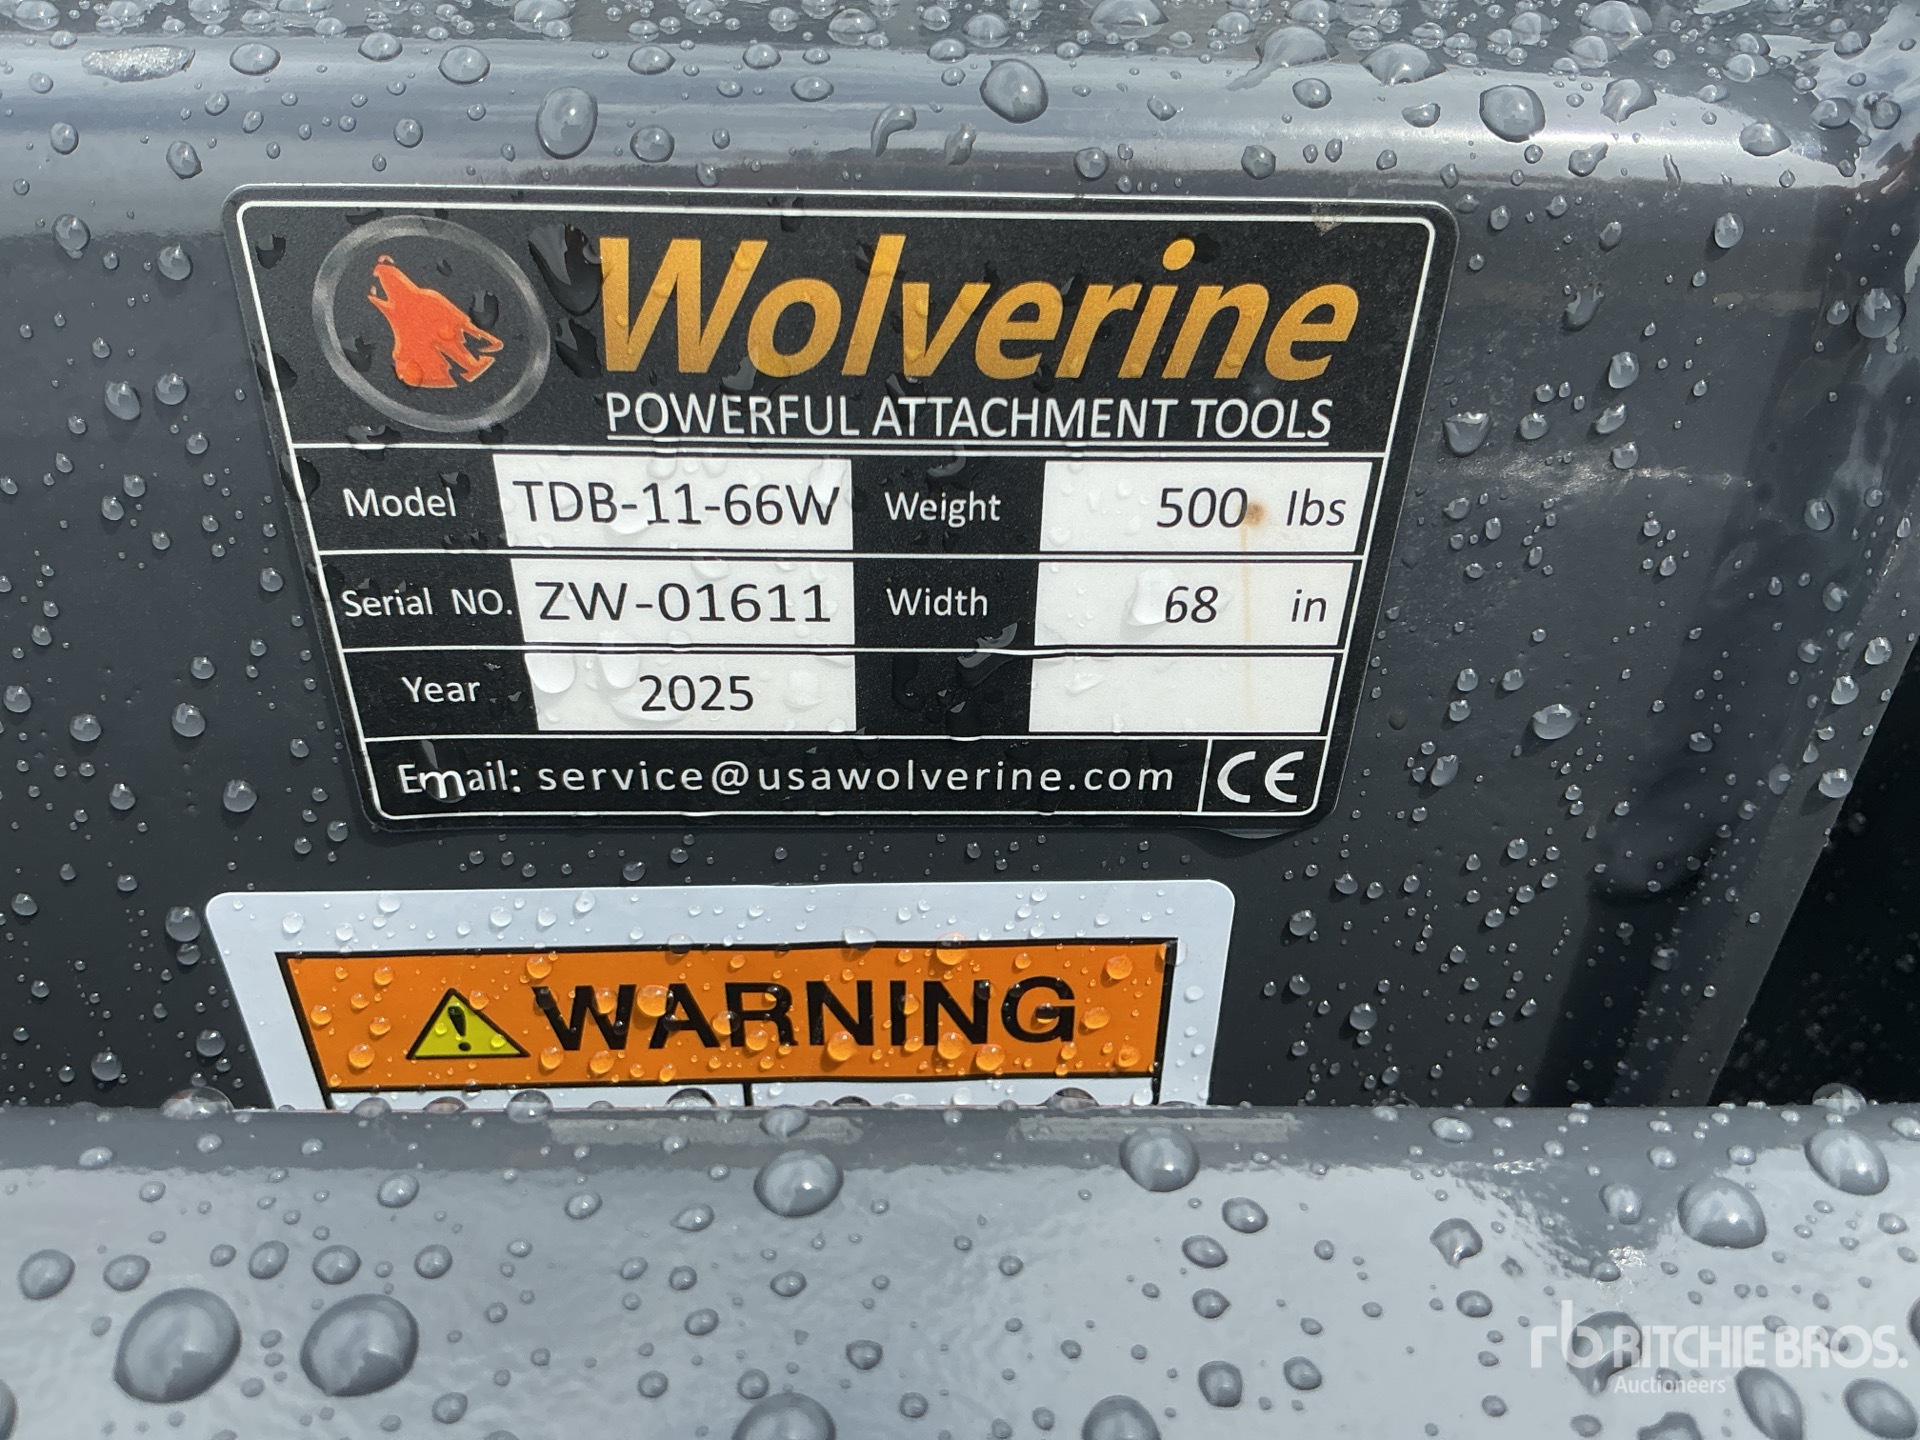 Wolverine
POWERFUL ATTACHMENT TOOLS
Model TDB-11-66W Weight 500 lbs
Serial NO. ZW-01611 Width 68 in
Year 2025
Email: service@usawolverine.com CE
WARNING
rb RITCHIE BROS.
Auctioneers